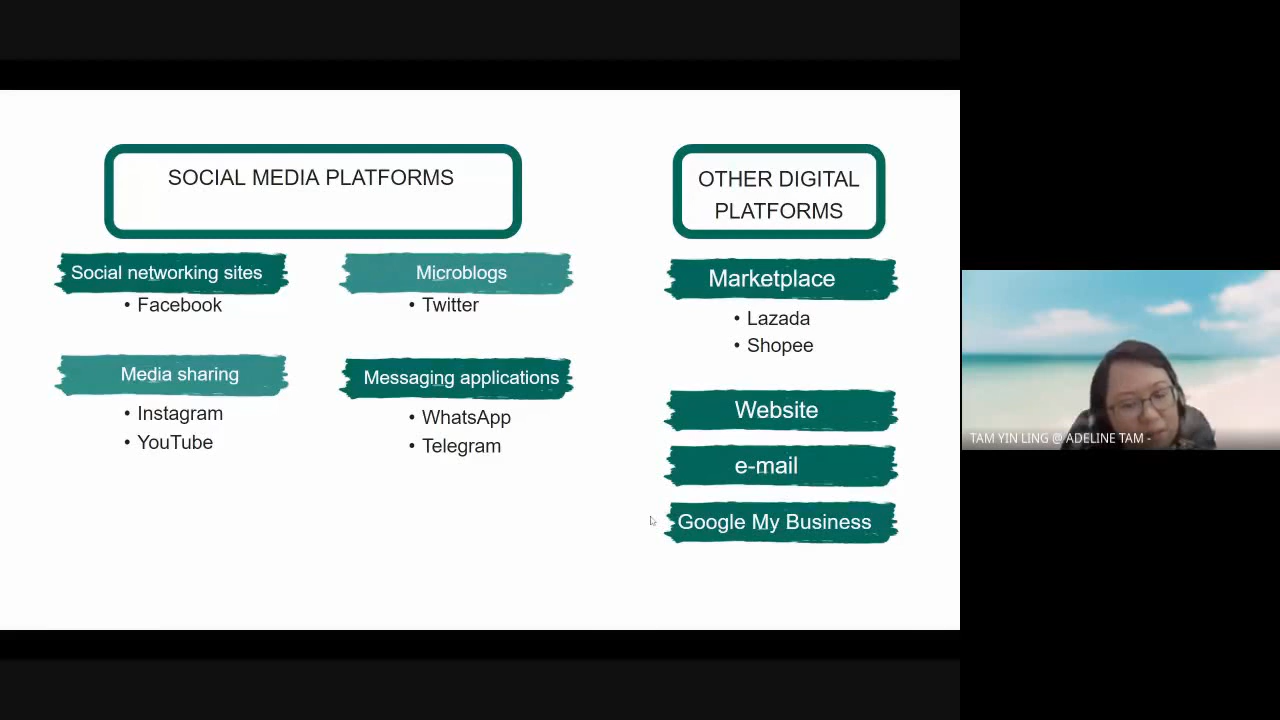 SOCIAL MEDIA PLATFORMS
Social networking sites
• Facebook
Microblogs
• Twitter
Media sharing
• Instagram
• YouTube
Messaging applications
• WhatsApp
• Telegram
OTHER DIGITAL
PLATFORMS
Marketplace
• Lazada
• Shopee
Website
e-mail
Google My Business
TAM YIN LING @ ADELINE TAM -